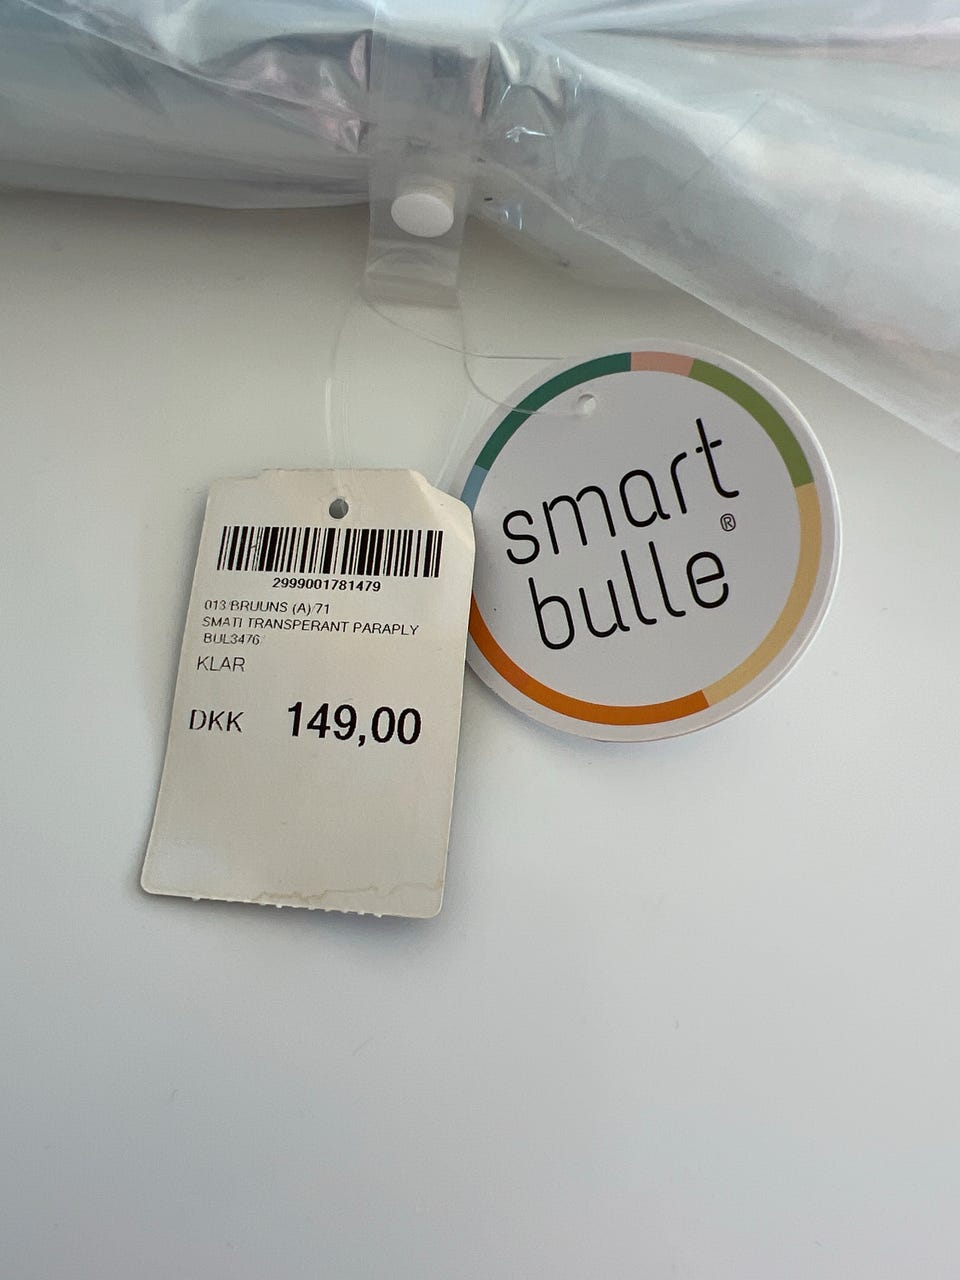 2999001781479
013 BRUUNS (A) 71
SMATI TRANSPERANT PARAPLY
BUL3476
KLAR
DKK 149,00
smart
bulle®